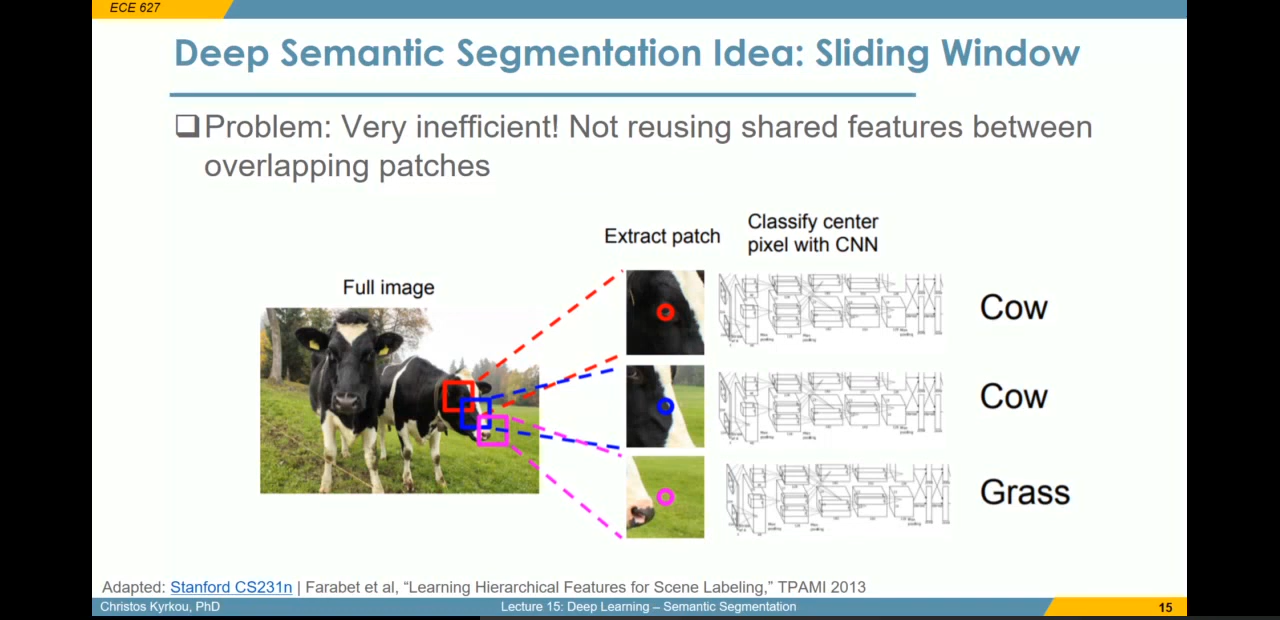 ECE 627
Deep Semantic Segmentation Idea: Sliding Window
❑Problem: Very inefficient! Not reusing shared features between
overlapping patches
Full image
Extract patch
Classify center
pixel with CNN
Cow
Cow
Grass
Adapted: Stanford CS231n | Farabet et al, “Learning Hierarchical Features for Scene Labeling,” TPAMI 2013
Christos Kyrkou, PhD
Lecture 15: Deep Learning – Semantic Segmentation
15